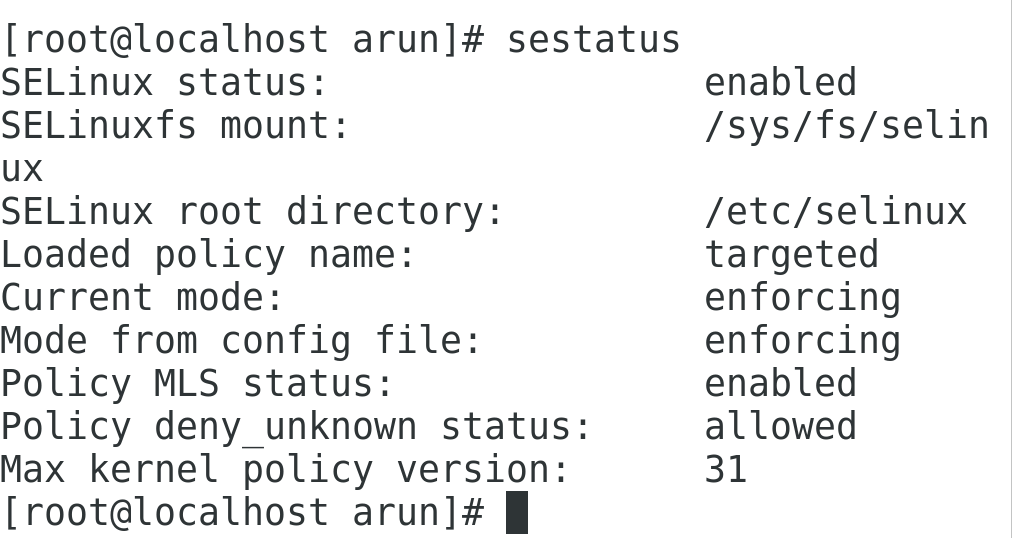 [root@localhost arun]# sestatus
SELinux status:                 enabled
SELinuxfs mount:                /sys/fs/selin
ux
SELinux root directory:         /etc/selinux
Loaded policy name:             targeted
Current mode:                   enforcing
Mode from config file:          enforcing
Policy MLS status:              enabled
Policy deny_unknown status:     allowed
Max kernel policy version:      31
[root@localhost arun]#